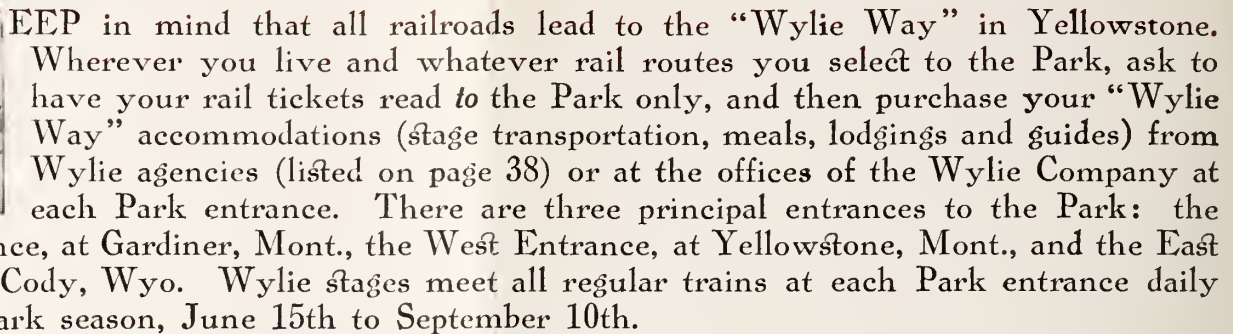 EEP in mind that all railroads lead to the “Wylie Way” in Yellowstone.
Wherever you live and whatever rail routes you select to the Park, ask to
have your rail tickets read to the Park only, and then purchase your “Wylie
Way” accommodations (stage transportation, meals, lodgings and guides) from
Wylie agencies (listed on page 38) or at the offices of the Wylie Company at
each Park entrance. There are three principal entrances to the Park: the
nce, at Gardiner, Mont., the West Entrance, at Yellowstone, Mont., and the East
Cody, Wyo. Wylie stages meet all regular trains at each Park entrance daily
ark season, June 15th to September 10th.